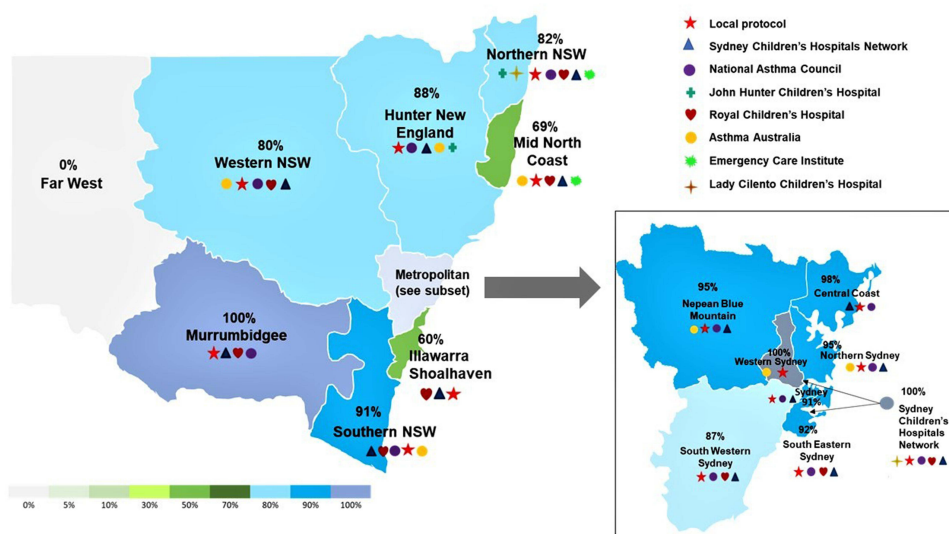 82%
Northern NSW
88%
Hunter New
England
69%
Mid North
Coast
80%
Western NSW
0%
Far West
Metropolitan
(see subset)
100%
Murrumbidgee
60%
Illawarra
Shoalhaven
91%
Southern NSW
0%
5%
10%
30%
50%
70%
80%
90%
100%
Local protocol
Sydney Children's Hospitals Network
National Asthma Council
John Hunter Children's Hospital
Royal Children's Hospital
Asthma Australia
Emergency Care Institute
Lady Cilento Children's Hospital
95%
Nepean Blue
Mountain
98%
Central Coast
95%
Northern Sydney
100%
Western Sydney
Sydney
91%
100%
Sydney
Children's
Hospitals
Network
92%
South Eastern
Sydney
87%
South Western
Sydney